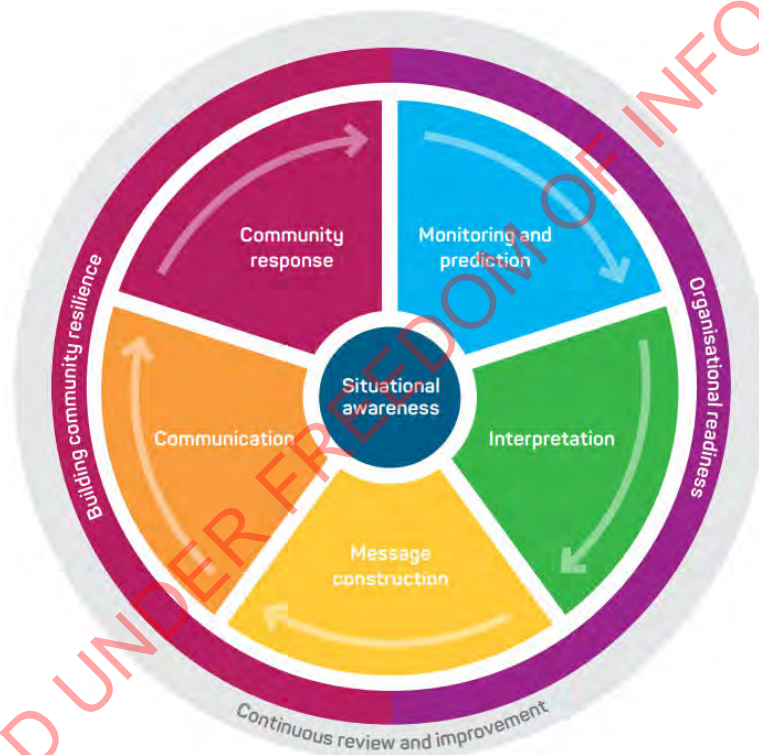 Community
response
Monitoring and
prediction
Building community resilience
Organisational readiness
Situational
awareness
Communication
Interpretation
Message
construction
Continuous review and improvement
D UNDER FREEDOM OF INFO